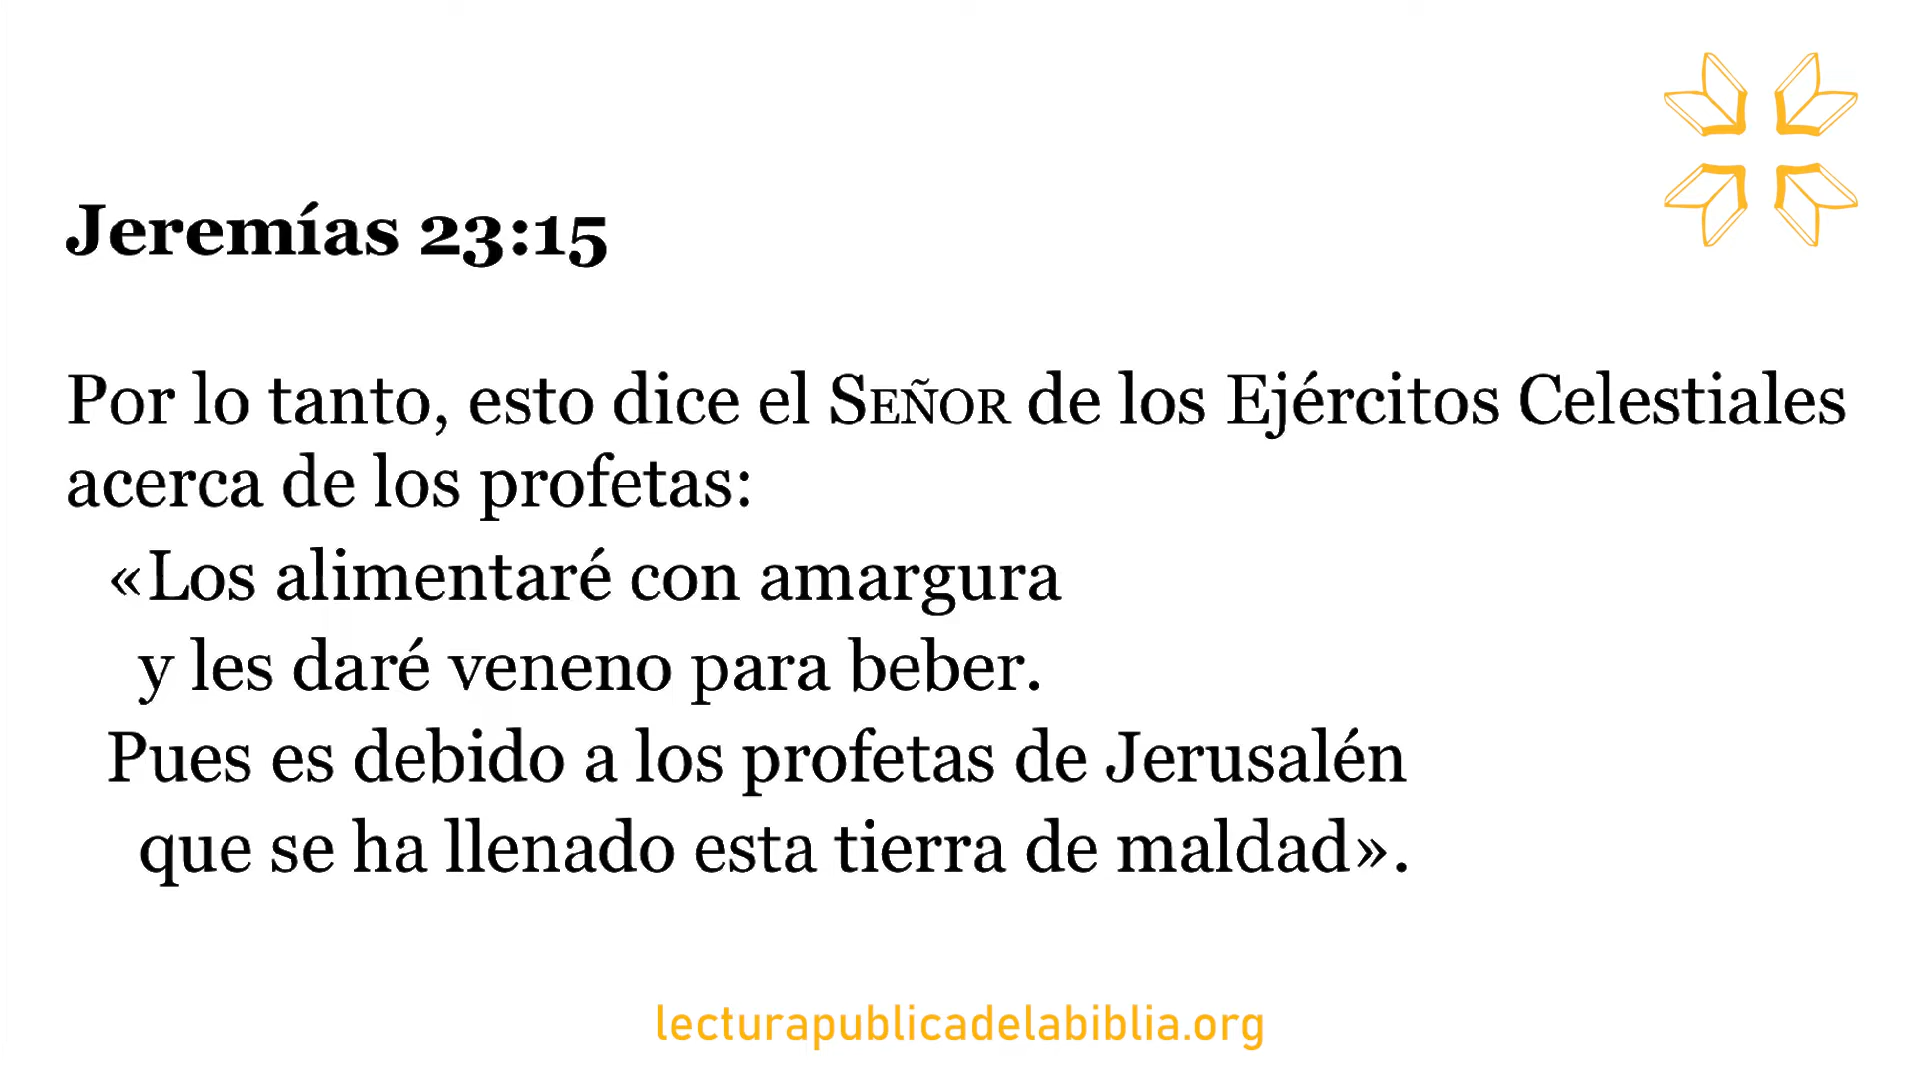 Jeremías 23:15
Por lo tanto, esto dice el SEÑOR de los Ejércitos Celestiales
acerca de los profetas:
«Los alimentaré con amargura
y les daré veneno para beber.
Pues es debido a los profetas de Jerusalén
que se ha llenado esta tierra de maldad».
lecturapublicadelabiblia.org